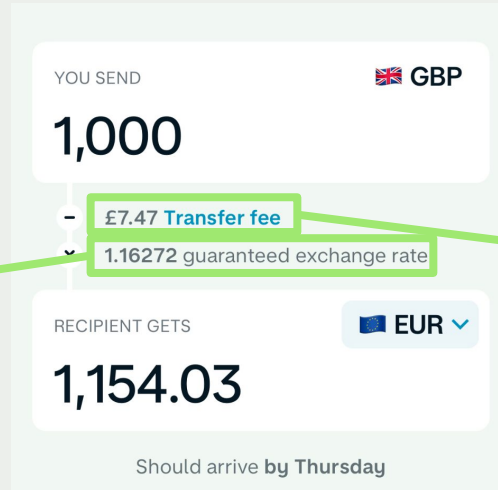 YOU SEND
GBP
1,000
- £7.47 Transfer fee
1.16272 guaranteed exchange rate
RECIPIENT GETS
EUR
1,154.03
Should arrive by Thursday